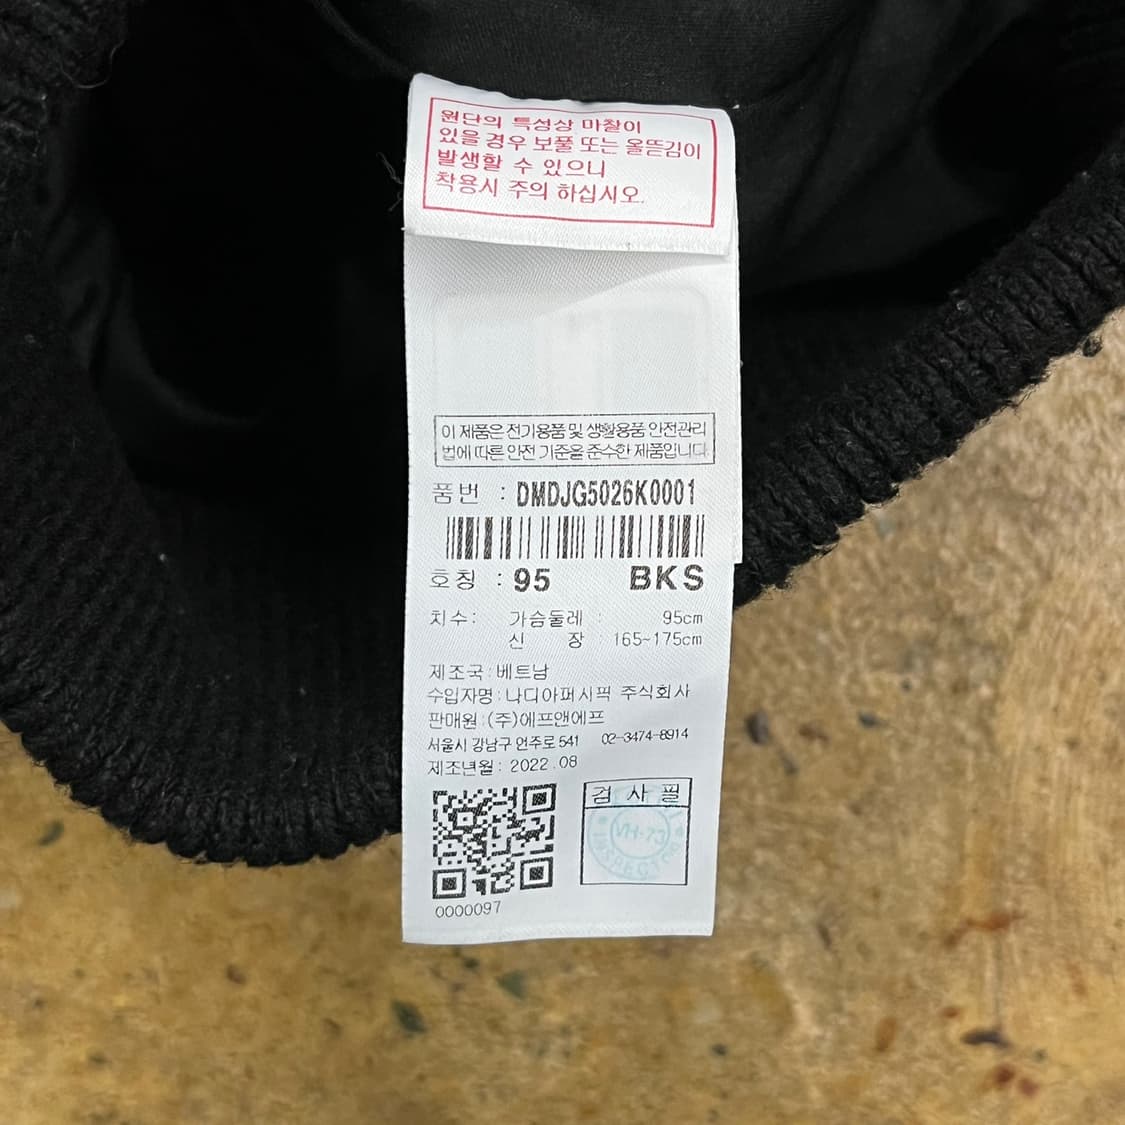 원단의 특성상 마찰이
있을 경우 보풀 또는 올뜯김이
발생할 수 있으니
착용시 주의 하십시오.
이 제품은 전기용품 및 생활용품 안전관리
법에 따른 안전 기준을 준수한 제품입니다.
품번 : DMDJG5026K0001
호칭 : 95 BKS
치수: 가슴둘레 : 95cm
신 장 : 165~175cm
제조국: 베트남
수입자명: 나디아퍼시픽 주식회사
판매원:(주)에프앤에프
서울시 강남구 언주로 541 02-3474-8914
제조년월: 2022.08
검 사 필
INSPECTOR
0000097